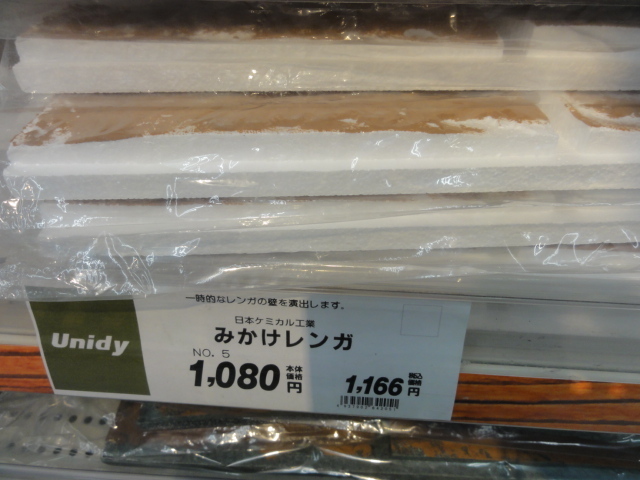 一時的なレンガの壁を演出します。
Unidy
日本ケミカル工業
みかけレンガ
NO. 5
1,080 本体価格 円
1,166 税込価格 円